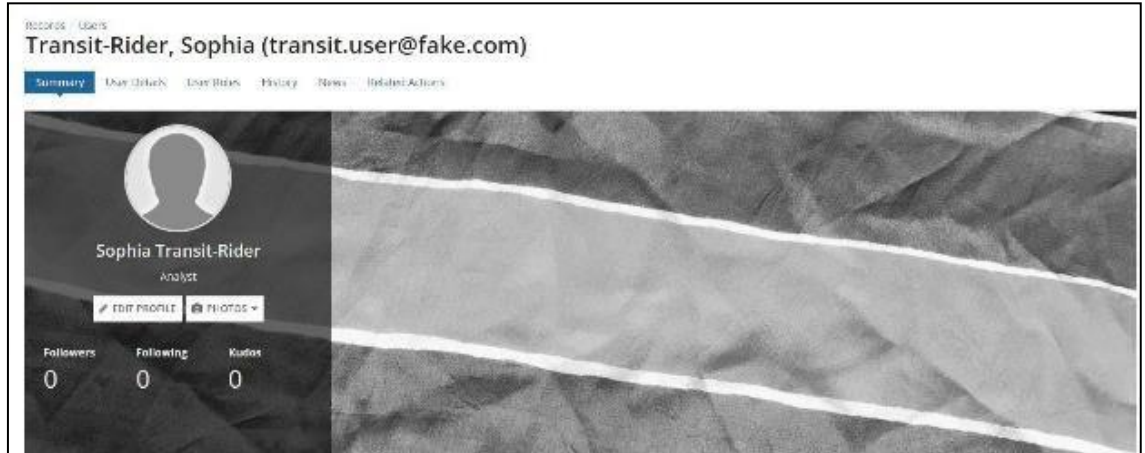 Records / Users
Transit-Rider, Sophia (transit.user@fake.com)
Summary User Details User Roles History News Related Actions
Sophia Transit-Rider
Analyst
EDIT PROFILE PHOTOS
Followers Following Kudos
0 0 0